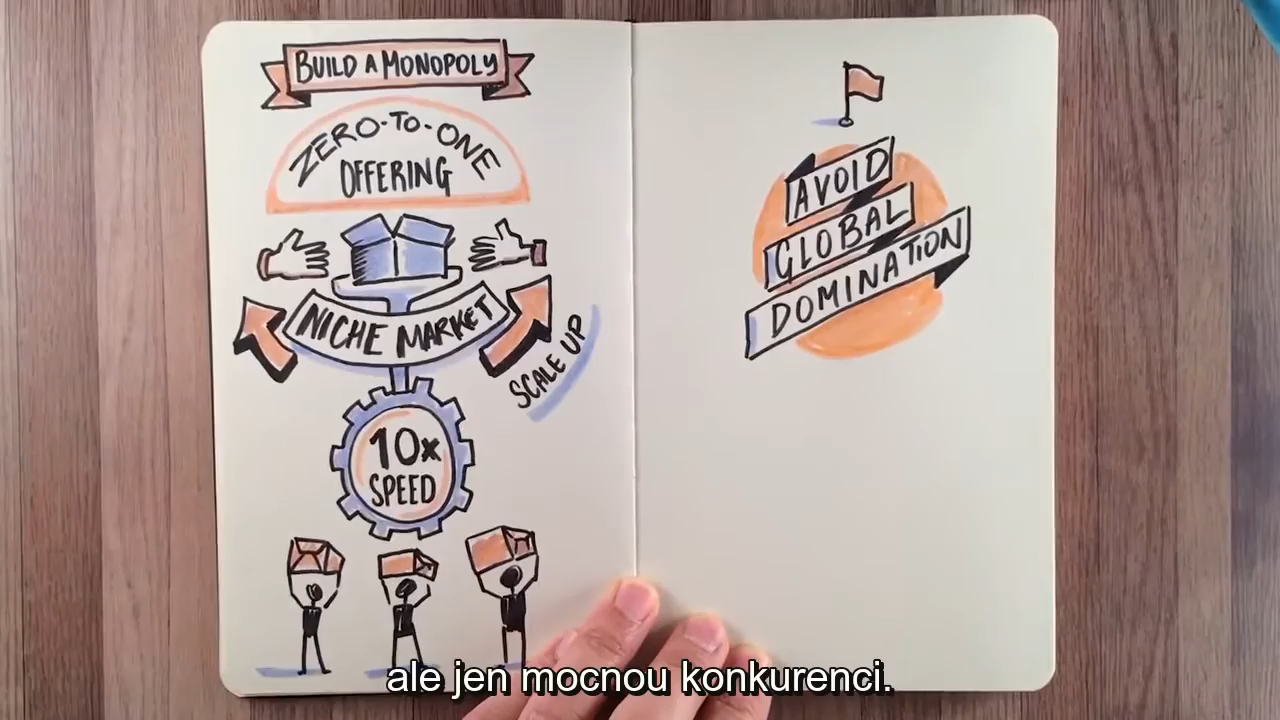 BUILD A MONOPOLY
ZERO-TO-ONE
OFFERING
NICHE MARKET
SCALE UP
10x
SPEED
AVOID
GLOBAL
DOMINATION
ale jen mocnou konkurenci.